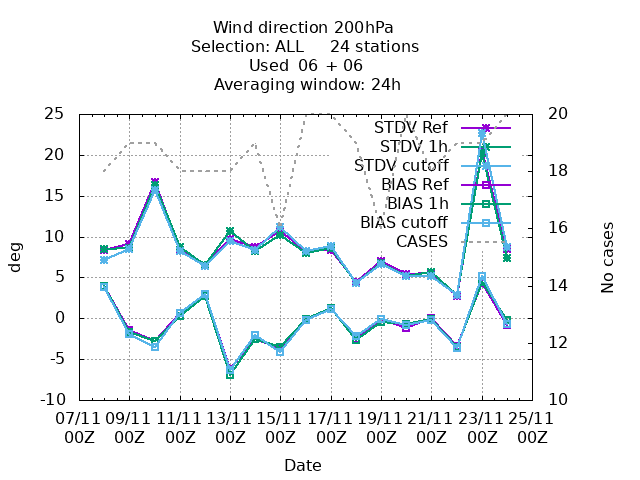 Wind direction 200hPa
Selection: ALL 24 stations
Used 06 + 06
Averaging window: 24h
25
20
15
10
5
0
-5
-10
deg
20
18
16
14
12
10
No cases
STDV Ref
STDV 1h
STDV cutoff
BIAS Ref
BIAS 1h
BIAS cutoff
CASES
07/11 09/11 11/11 13/11 15/11 17/11 19/11 21/11 23/11 25/11
00Z 00Z 00Z 00Z 00Z 00Z 00Z 00Z 00Z 00Z
Date